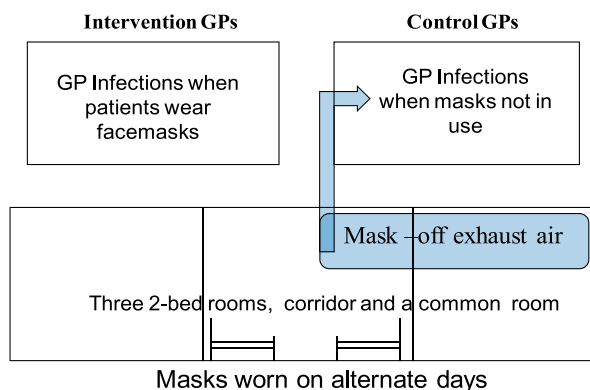 Intervention GPs
Control GPs
GP Infections when
patients wear
facemasks
GP Infections
when masks not in
use
Mask –off exhaust air
Three 2-bed rooms, corridor and a common room
Masks worn on alternate days